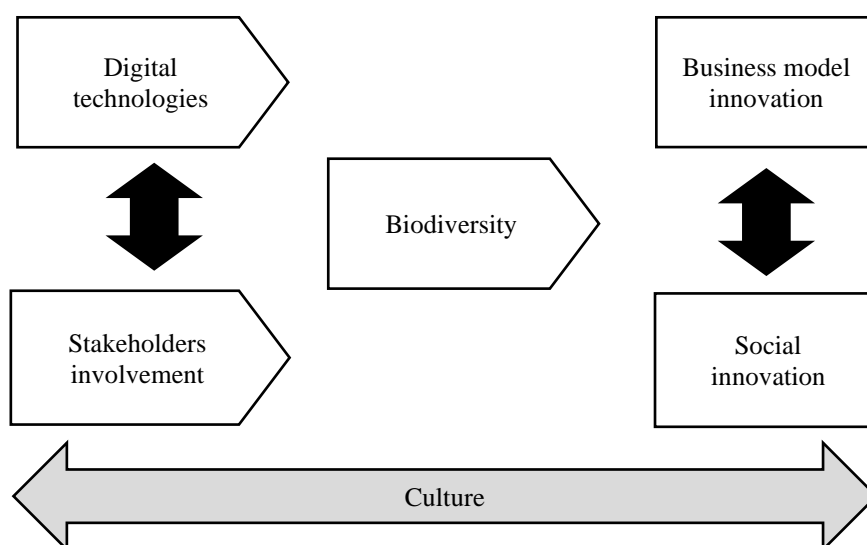 Digital
technologies
Business model
innovation
Biodiversity
Stakeholders
involvement
Social
innovation
Culture